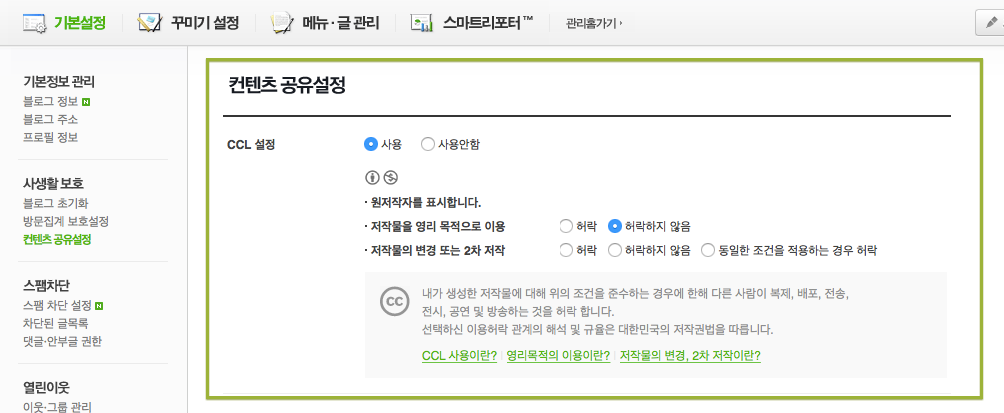 기본설정 꾸미기 설정 메뉴·글 관리 스마트리포터™ 관리홈가기
기본정보 관리
블로그 정보 N
블로그 주소
프로필 정보
사생활 보호
블로그 초기화
방문집계 보호설정
컨텐츠 공유설정
스팸차단
스팸 차단 설정 N
차단된 글목록
댓글·안부글 권한
열린이웃
이웃·그룹 관리
컨텐츠 공유설정
CCL 설정 사용 사용안함
· 원저작자를 표시합니다.
· 저작물을 영리 목적으로 이용 허락 허락하지 않음
· 저작물의 변경 또는 2차 저작 허락 허락하지 않음 동일한 조건을 적용하는 경우 허락
cc
내가 생성한 저작물에 대해 위의 조건을 준수하는 경우에 한해 다른 사람이 복제, 배포, 전송,
전시, 공연 및 방송하는 것을 허락 합니다.
선택하신 이용허락 관계의 해석 및 규율은 대한민국의 저작권법을 따릅니다.
CCL 사용이란? 영리목적의 이용이란? 저작물의 변경, 2차 저작이란?